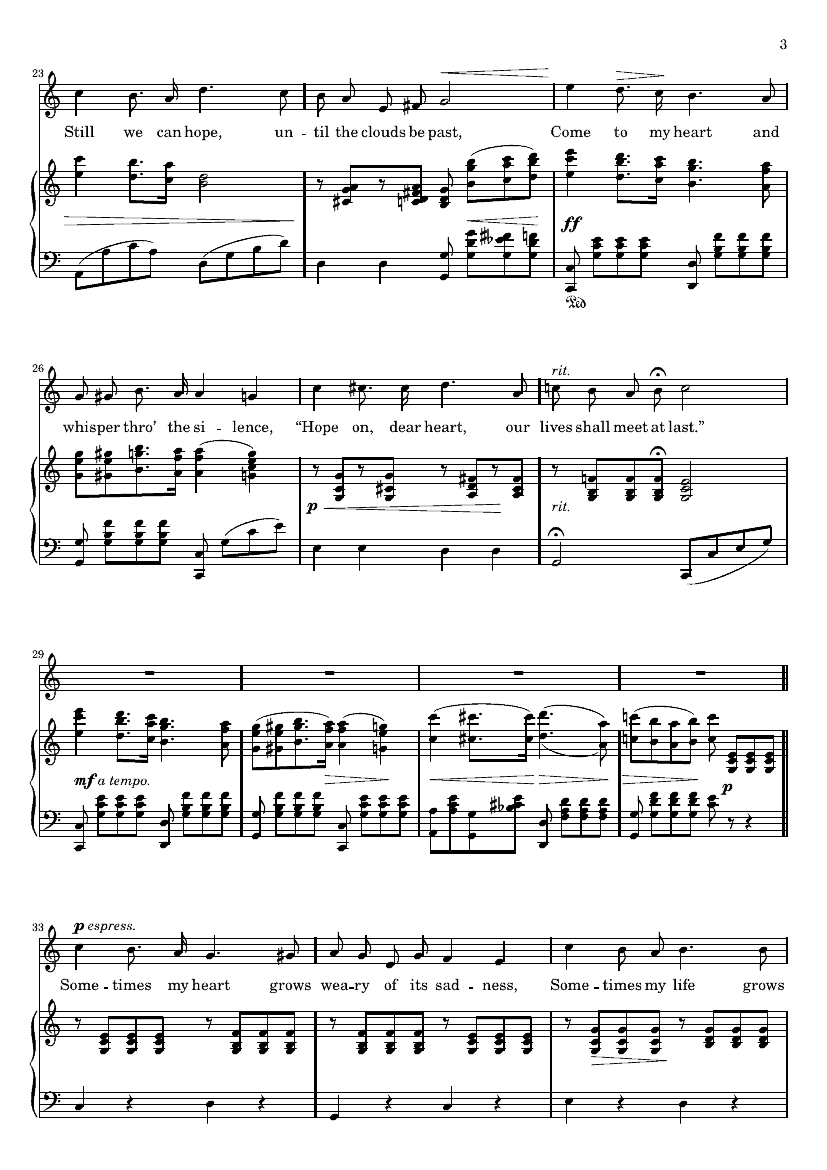 3
23
Still we can hope, un - til the clouds be past, Come to my heart and
ff
26
rit.
whisper thro’ the si - lence, “Hope on, dear heart, our lives shall meet at last.”
p
rit.
29
mf a tempo.
p
33
p espress.
Some - times my heart grows wea - ry of its sad - ness, Some - times my life grows